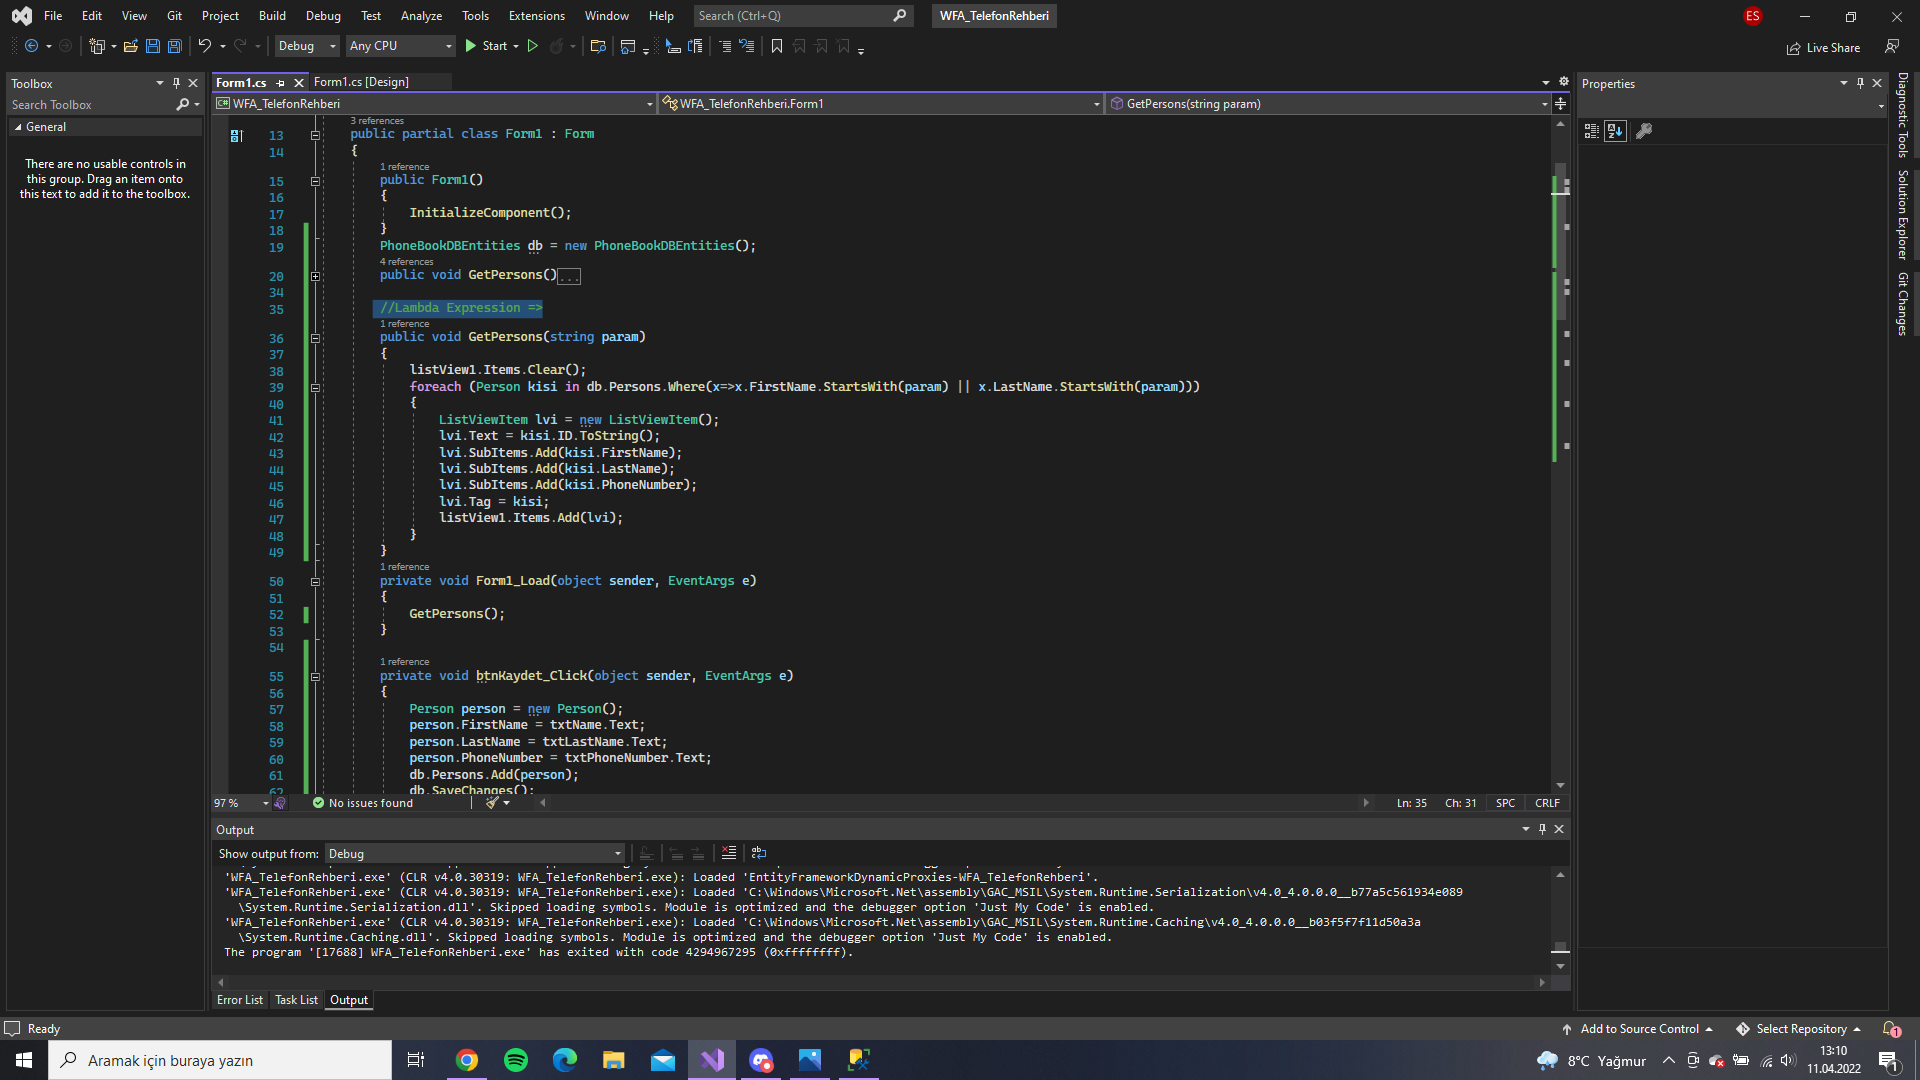 File Edit View Git Project Build Debug Test Analyze Tools Extensions Window Help Search (Ctrl+Q) WFA_TelefonRehberi ES
Debug Any CPU Start Live Share
Toolbox
Search Toolbox
General
There are no usable controls in
this group. Drag an item onto
this text to add it to the toolbox.
Form1.cs Form1.cs [Design]
WFA_TelefonRehberi WFA_TelefonRehberi.Form1 GetPersons(string param)
3 references
13 public partial class Form1 : Form
14 {
1 reference
15 public Form1()
16 {
17 InitializeComponent();
18 }
19 PhoneBookDBEntities db = new PhoneBookDBEntities();
4 references
20 public void GetPersons()...
34
35 //Lambda Expression =>
1 reference
36 public void GetPersons(string param)
37 {
38 listView1.Items.Clear();
39 foreach (Person kisi in db.Persons.Where(x=>x.FirstName.StartsWith(param) || x.LastName.StartsWith(param)))
40 {
41 ListViewItem lvi = new ListViewItem();
42 lvi.Text = kisi.ID.ToString();
43 lvi.SubItems.Add(kisi.FirstName);
44 lvi.SubItems.Add(kisi.LastName);
45 lvi.SubItems.Add(kisi.PhoneNumber);
46 lvi.Tag = kisi;
47 listView1.Items.Add(lvi);
48 }
49 }
1 reference
50 private void Form1_Load(object sender, EventArgs e)
51 {
52 GetPersons();
53 }
54
1 reference
55 private void btnKaydet_Click(object sender, EventArgs e)
56 {
57 Person person = new Person();
58 person.FirstName = txtName.Text;
59 person.LastName = txtLastName.Text;
60 person.PhoneNumber = txtPhoneNumber.Text;
61 db.Persons.Add(person);
62 db.SaveChanges();
97 % No issues found Ln: 35 Ch: 31 SPC CRLF
Output
Show output from: Debug
'WFA_TelefonRehberi.exe' (CLR v4.0.30319: WFA_TelefonRehberi.exe): Loaded 'EntityFrameworkDynamicProxies-WFA_TelefonRehberi'.
'WFA_TelefonRehberi.exe' (CLR v4.0.30319: WFA_TelefonRehberi.exe): Loaded 'C:\Windows\Microsoft.Net\assembly\GAC_MSIL\System.Runtime.Serialization\v4.0_4.0.0.0__b77a5c561934e089
\System.Runtime.Serialization.dll'. Skipped loading symbols. Module is optimized and the debugger option 'Just My Code' is enabled.
'WFA_TelefonRehberi.exe' (CLR v4.0.30319: WFA_TelefonRehberi.exe): Loaded 'C:\Windows\Microsoft.Net\assembly\GAC_MSIL\System.Runtime.Caching\v4.0_4.0.0.0__b03f5f7f11d50a3a
\System.Runtime.Caching.dll'. Skipped loading symbols. Module is optimized and the debugger option 'Just My Code' is enabled.
The program '[17688] WFA_TelefonRehberi.exe' has exited with code 4294967295 (0xffffffff).
Error List Task List Output
Properties
Diagnostic Tools
Solution Explorer
Git Changes
Ready Add to Source Control Select Repository 1
Aramak için buraya yazın 8°C Yağmur 13:10
11.04.2022 1